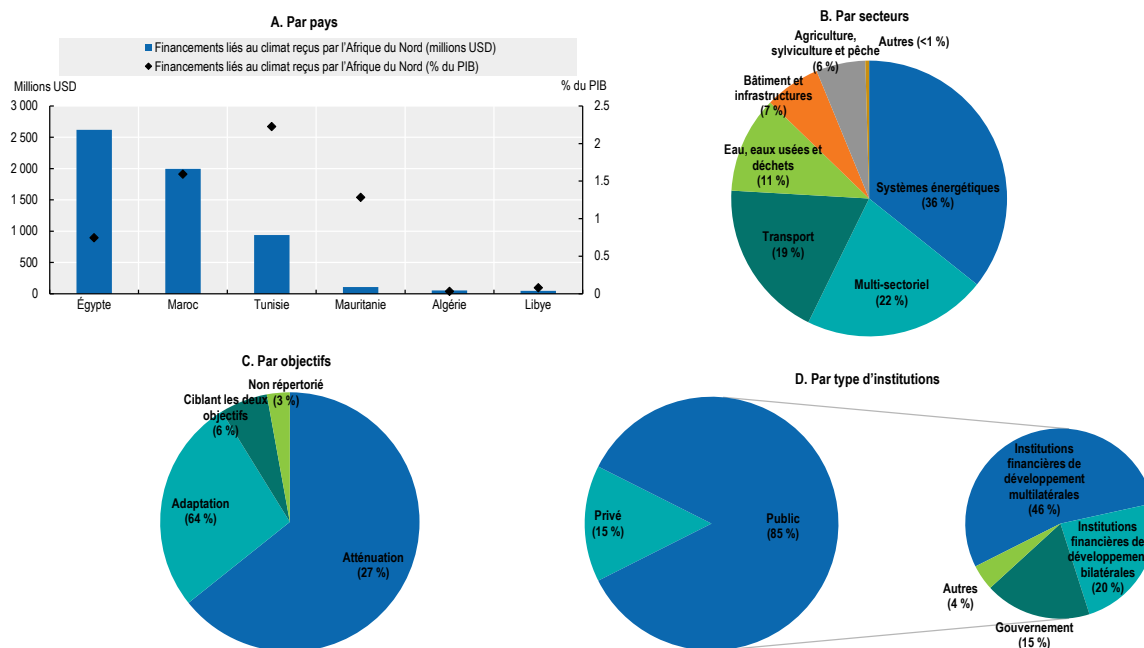 A. Par pays
Financements liés au climat reçus par l'Afrique du Nord (millions USD)
Financements liés au climat reçus par l'Afrique du Nord (% du PIB)
Millions USD
% du PIB
3 000
2 500
2 000
1 500
1 000
500
0
2.5
2
1.5
1
0.5
0
Égypte
Maroc
Tunisie
Mauritanie
Algérie
Libye
B. Par secteurs
Agriculture,
sylviculture et pêche
(6 %)
Autres (<1 %)
Bâtiment et
infrastructures
(7 %)
Eau, eaux usées et
déchets
(11 %)
Systèmes énergétiques
(36 %)
Transport
(19 %)
Multi-sectoriel
(22 %)
C. Par objectifs
Non répertorié
(3 %)
Ciblant les deux
objectifs
(6 %)
Adaptation
(64 %)
Atténuation
(27 %)
D. Par type d'institutions
Privé
(15 %)
Public
(85 %)
Institutions
financières de
développement
multilatérales
(46 %)
Institutions
financières de
développement
bilatérales
(20 %)
Autres
(4 %)
Gouvernement
(15 %)